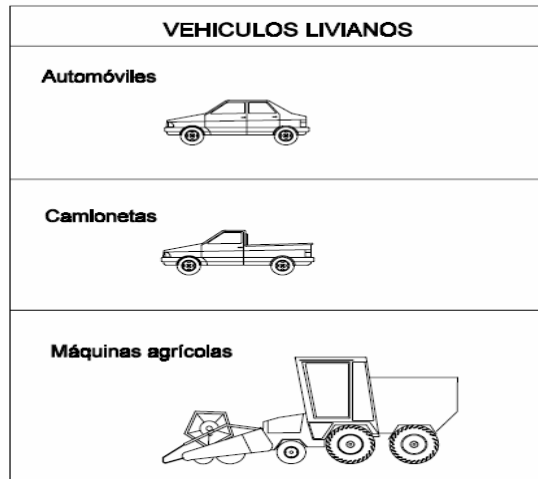 VEHICULOS LIVIANOS
Automóviles
Camionetas
Máquinas agrícolas